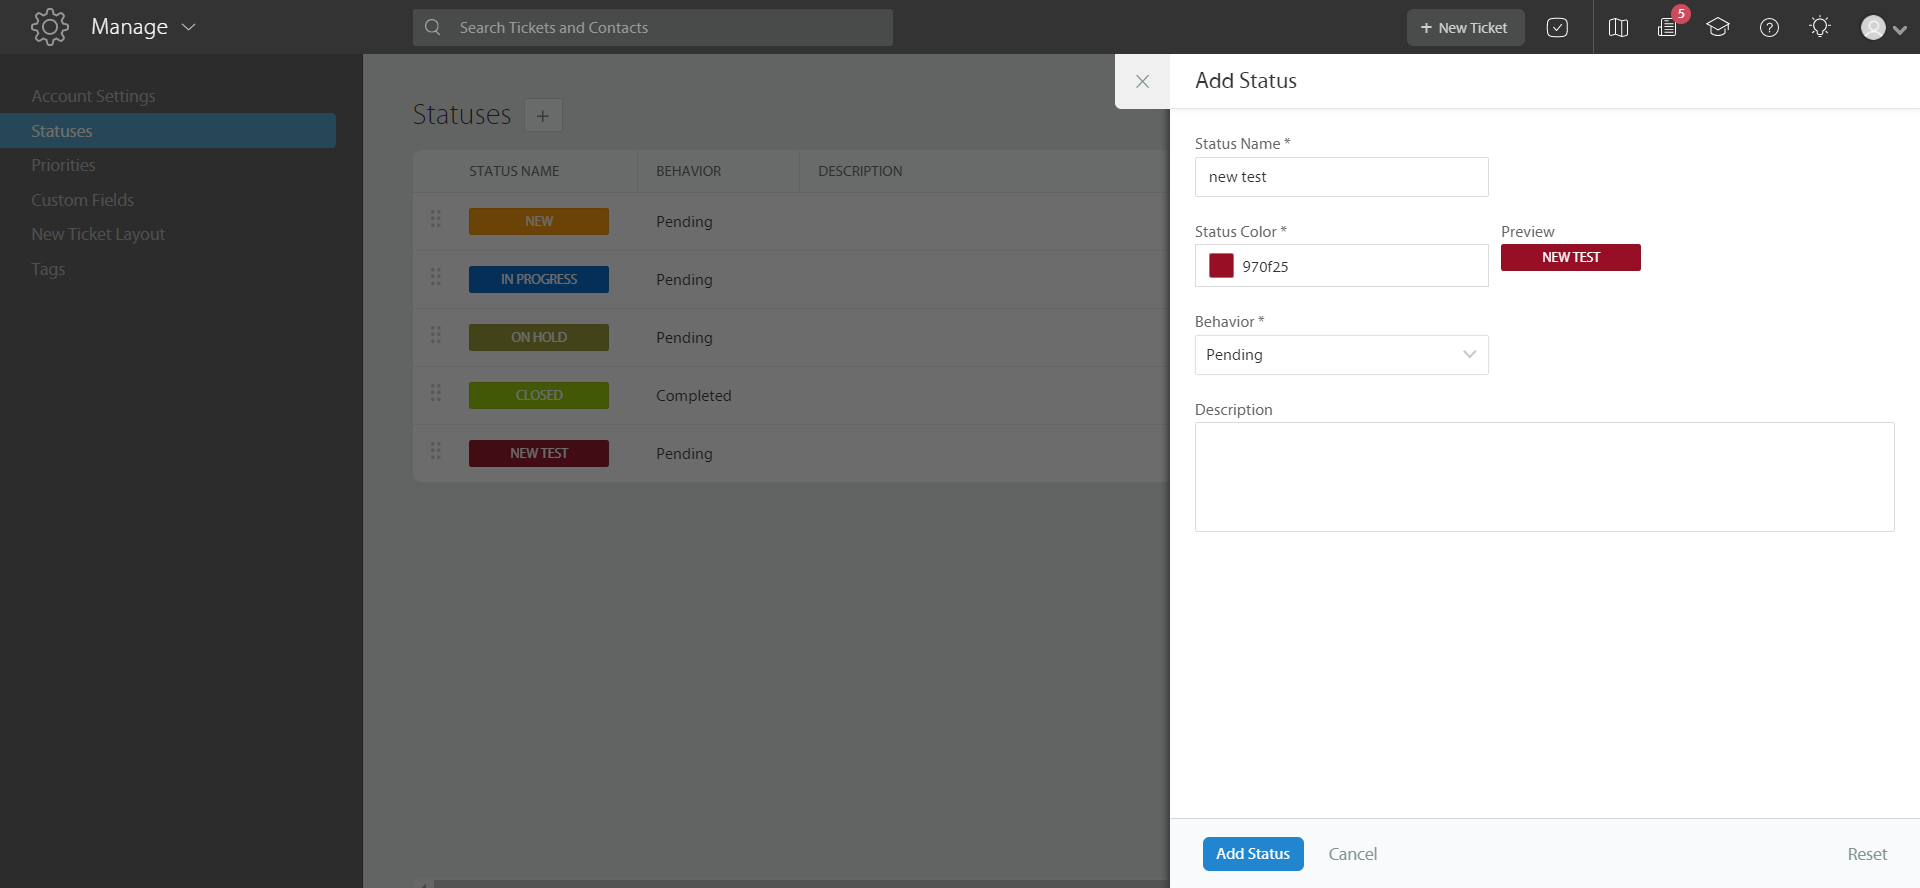 Manage
Search Tickets and Contacts
+ New Ticket
5
Account Settings
Statuses
Priorities
Custom Fields
New Ticket Layout
Tags
Statuses +
STATUS NAME BEHAVIOR DESCRIPTION
NEW Pending
IN PROGRESS Pending
ON HOLD Pending
CLOSED Completed
NEW TEST Pending
Add Status
Status Name *
new test
Status Color * Preview
970f25 NEW TEST
Behavior *
Pending
Description
Add Status Cancel Reset